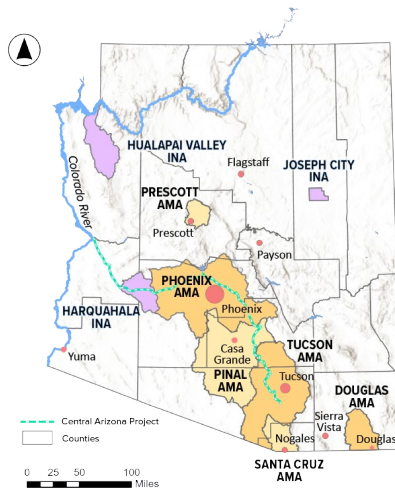 HUALAPAI VALLEY
INA
Flagstaff
JOSEPH CITY
INA
Colorado River
PRESCOTT
AMA
Prescott
Payson
PHOENIX
AMA
Phoenix
HARQUAHALA
INA
Yuma
Casa
Grande
PINAL
AMA
TUCSON
AMA
Tucson
DOUGLAS
AMA
Sierra
Vista
Douglas
Nogales
SANTA CRUZ
AMA
Central Arizona Project
Counties
0 25 50 100
Miles